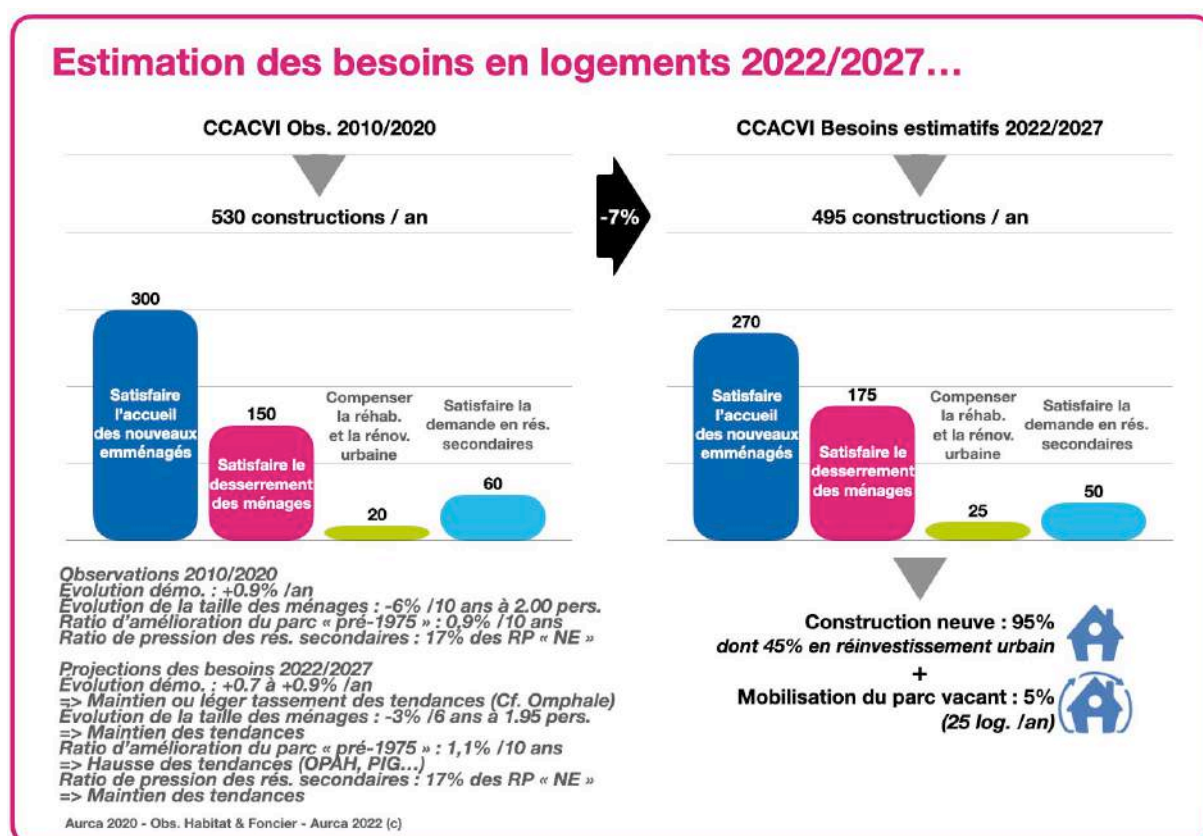 Estimation des besoins en logements 2022/2027...
CCACVI Obs. 2010/2020
530 constructions / an
300
Satisfaire
l'accueil
des nouveaux
emménagés
150
Satisfaire le
desserrement
des ménages
Compenser
la réhab.
et la rénov.
urbaine
20
Satisfaire la
demande en rés.
secondaires
60
-7%
CCACVI Besoins estimatifs 2022/2027
495 constructions / an
270
Satisfaire
l'accueil
des nouveaux
emménagés
175
Satisfaire le
desserrement
des ménages
Compenser
la réhab.
et la rénov.
urbaine
25
Satisfaire la
demande en rés.
secondaires
50
Observations 2010/2020
Évolution démo. : +0.9% /an
Évolution de la taille des ménages : -6% /10 ans à 2.00 pers.
Ratio d'amélioration du parc « pré-1975 » : 0,9% /10 ans
Ratio de pression des rés. secondaires : 17% des RP « NE »
Projections des besoins 2022/2027
Évolution démo. : +0.7 à +0.9% /an
=> Maintien ou léger tassement des tendances (Cf. Omphale)
Évolution de la taille des ménages : -3% /6 ans à 1.95 pers.
=> Maintien des tendances
Ratio d'amélioration du parc « pré-1975 » : 1,1% /10 ans
=> Hausse des tendances (OPAH, PIG...)
Ratio de pression des rés. secondaires : 17% des RP « NE »
=> Maintien des tendances
Construction neuve : 95%
dont 45% en réinvestissement urbain
+
Mobilisation du parc vacant : 5%
(25 log. /an)
Aurca 2020 - Obs. Habitat & Foncier - Aurca 2022 (c)